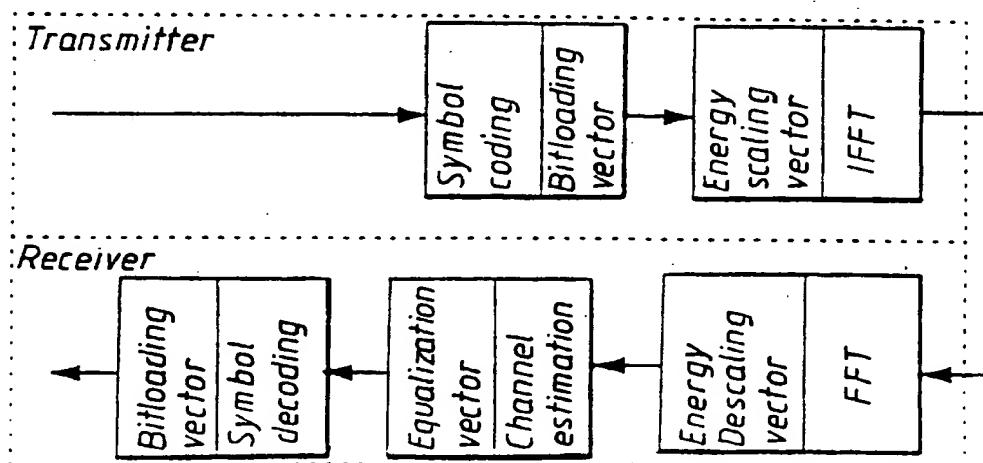 Transmitter
Symbol
coding
Bitloading
vector
Energy
scaling
vector
IFFT
Receiver
Bitloading
vector
Symbol
decoding
Equalization
vector
Channel
estimation
Energy
Descaling
vector
FFT